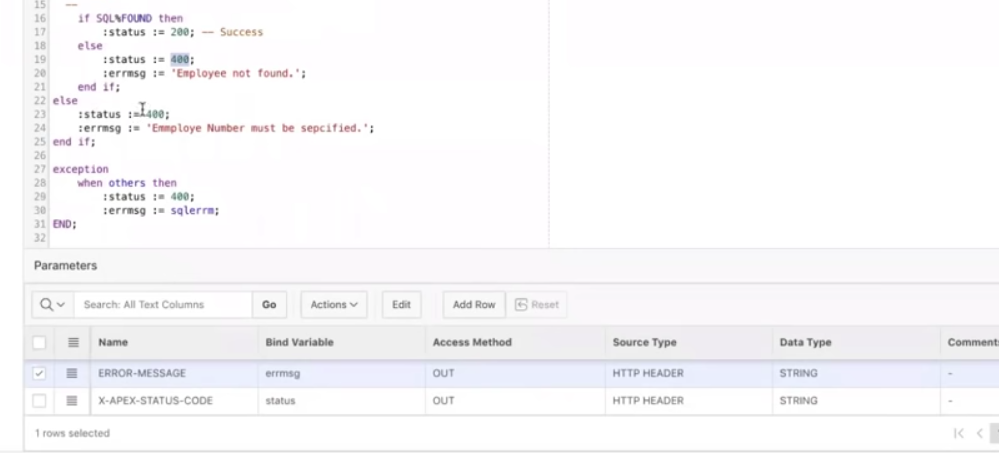 15 --
16 if SQL%FOUND then
17 :status := 200; -- Success
18 else
19 :status := 400;
20 :errmsg := 'Employee not found.';
21 end if;
22 else
23 :status := 400;
24 :errmsg := 'Emmploye Number must be sepcified.';
25 end if;
26
27 exception
28 when others then
29 :status := 400;
30 :errmsg := sqlerrm;
31 END;
32
Parameters
Search: All Text Columns Go Actions Edit Add Row Reset
Name Bind Variable Access Method Source Type Data Type Comments
ERROR-MESSAGE errmsg OUT HTTP HEADER STRING -
X-APEX-STATUS-CODE status OUT HTTP HEADER STRING -
1 rows selected